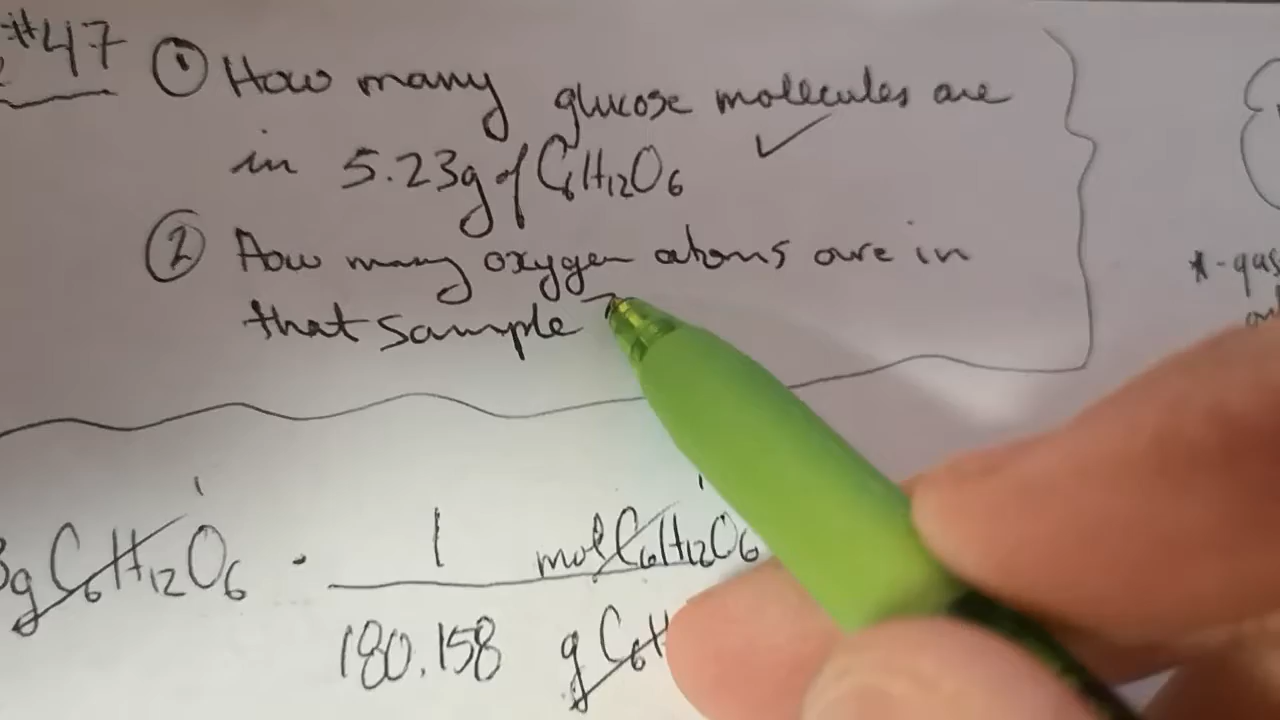 #47 ① How many glucose molecules are
in 5.23g of C6H12O6 ✓
② How many oxygen atoms are in
that sample ?
*-gas
g C6H12O6 · 1 mol C6H12O6
180.158 g C6H